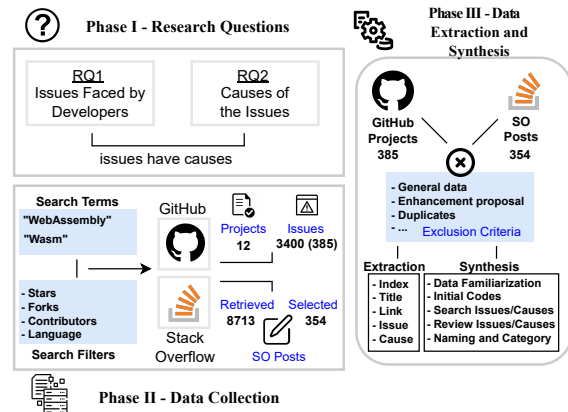 Phase I - Research Questions
RQ1
Issues Faced by
Developers
RQ2
Causes of
the Issues
issues have causes
Search Terms
"WebAssembly"
"Wasm"
- Stars
- Forks
- Contributors
- Language
Search Filters
GitHub
Stack
Overflow
Projects
12
Issues
3400 (385)
Retrieved
8713
Selected
354
SO Posts
Phase II - Data Collection
Phase III - Data
Extraction and
Synthesis
GitHub
Projects
385
SO
Posts
354
- General data
- Enhancement proposal
- Duplicates
- ...
Exclusion Criteria
Extraction
- Index
- Title
- Link
- Issue
- Cause
Synthesis
- Data Familiarization
- Initial Codes
- Search Issues/Causes
- Review Issues/Causes
- Naming and Category